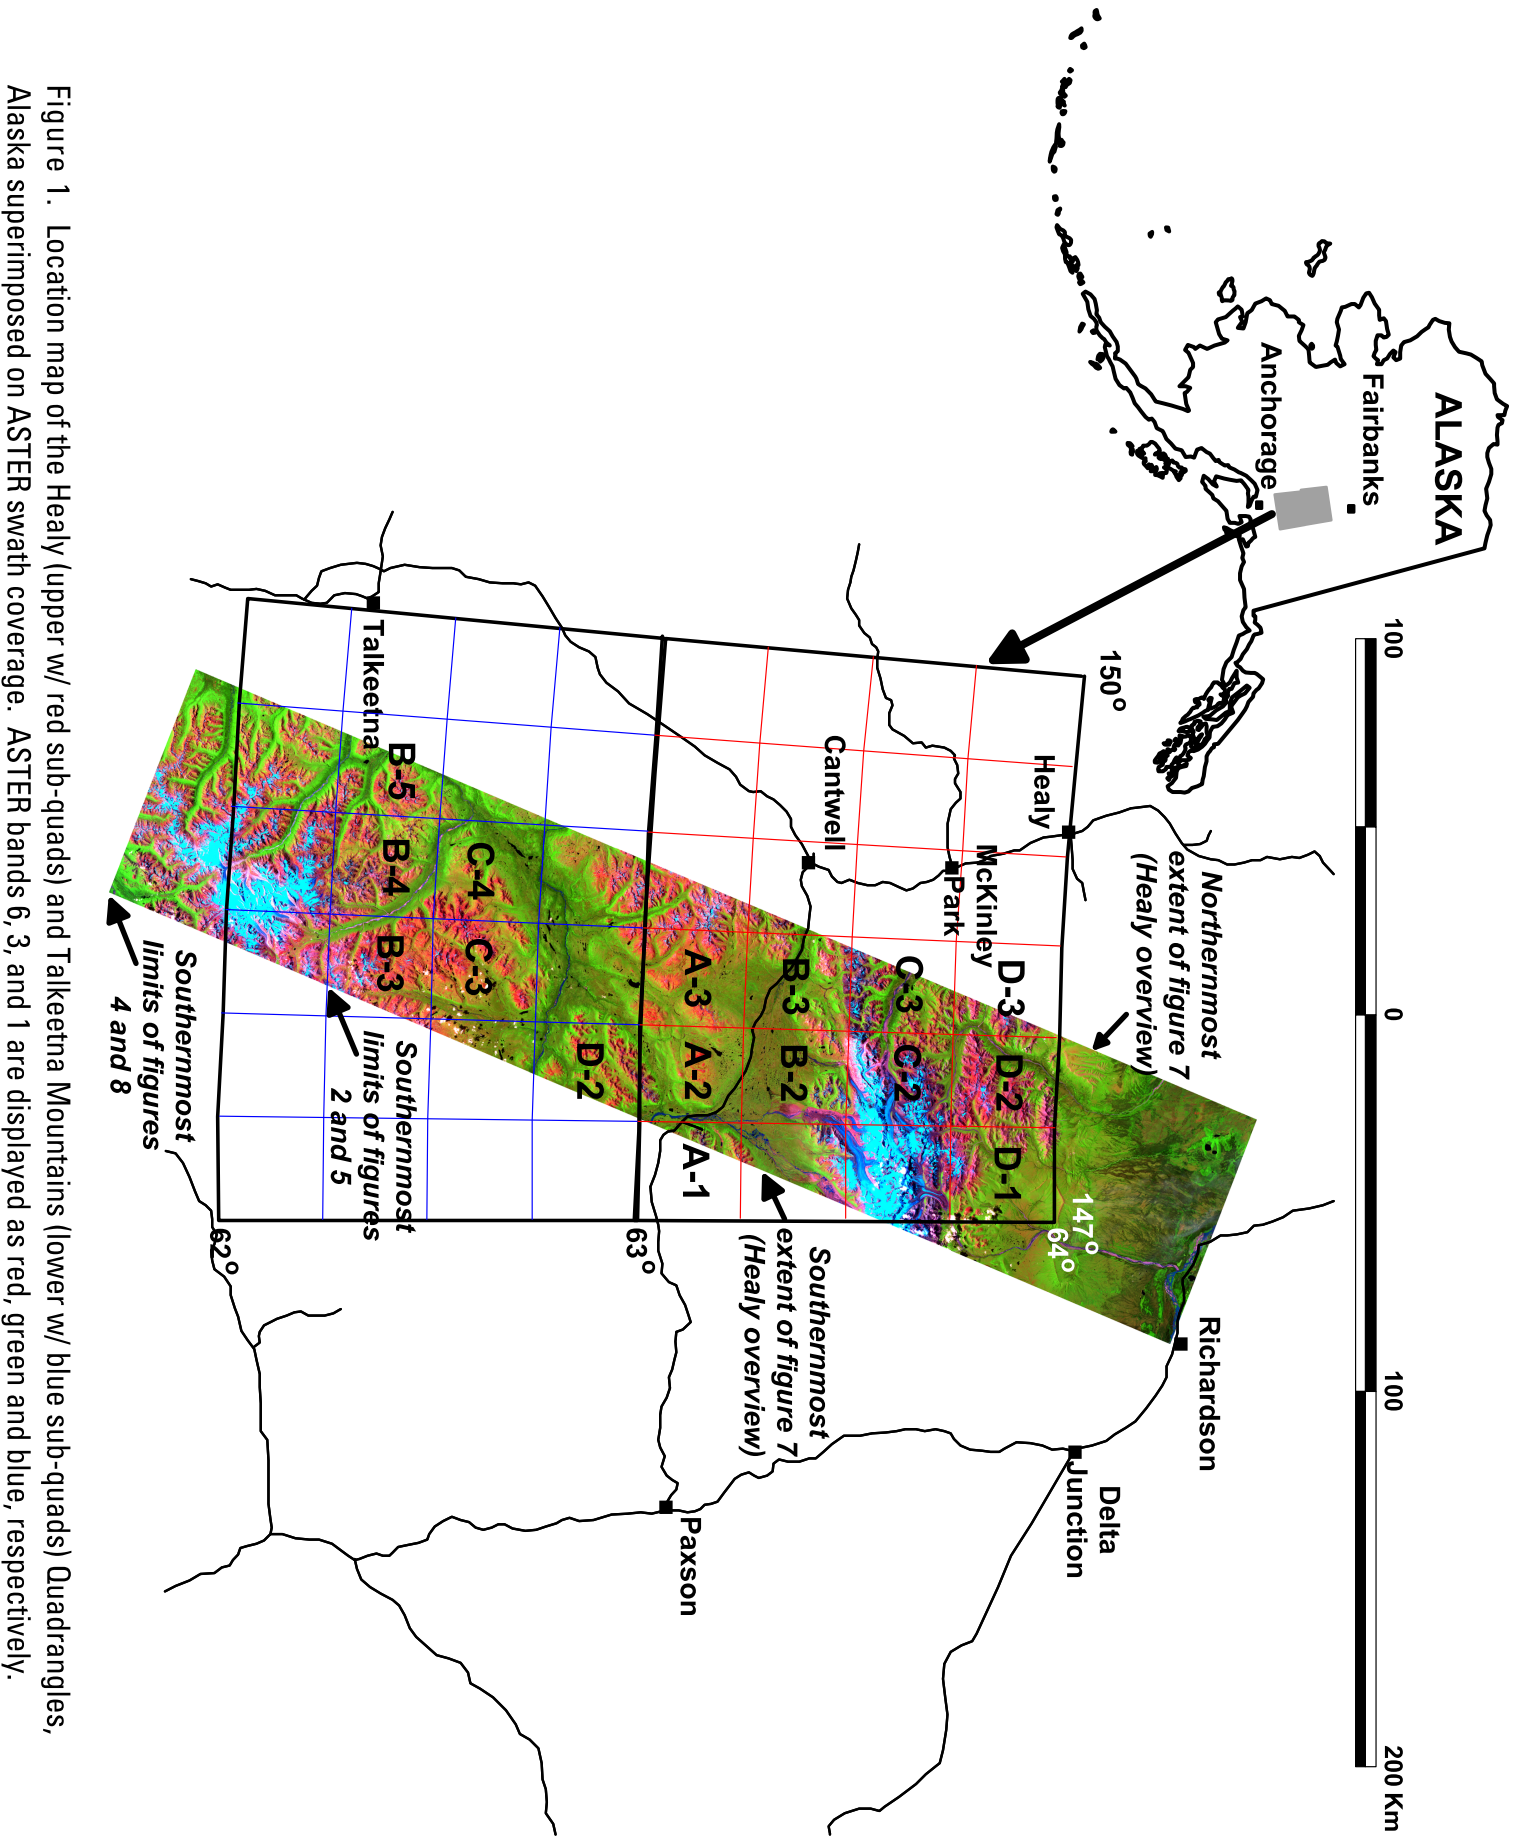 ALASKA
Fairbanks
Anchorage
100
0
100
200 Km
150°
Healy
McKinley
Park
Cantwell
Talkeetna
Northernmost
extent of figure 7
(Healy overview)
Richardson
Delta
Junction
Paxson
147°
64°
63°
62°
D-3
D-2
D-1
C-3
C-2
B-3
B-2
A-3
A-2
A-1
D-2
C-4
C-3
B-5
B-4
B-3
Southernmost
extent of figure 7
(Healy overview)
Southernmost
limits of figures
2 and 5
Southernmost
limits of figures
4 and 8
Figure 1. Location map of the Healy (upper w/ red sub-quads) and Talkeetna Mountains (lower w/ blue sub-quads) Quadrangles,
Alaska superimposed on ASTER swath coverage. ASTER bands 6, 3, and 1 are displayed as red, green and blue, respectively.